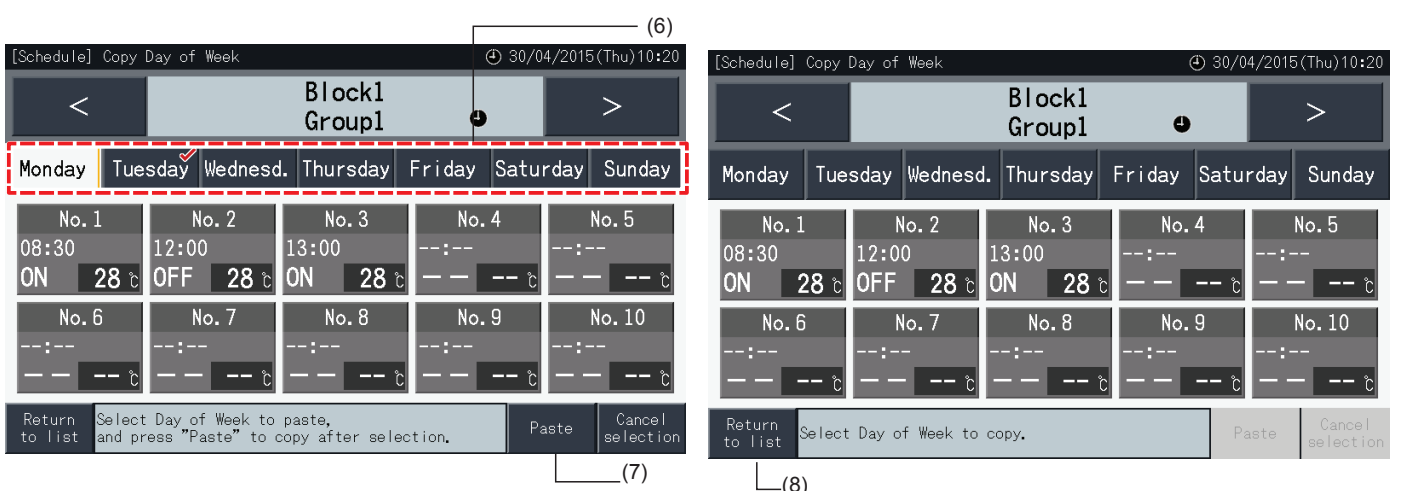 (6)
[Schedule] Copy Day of Week 30/04/2015(Thu)10:20
< Block1 >
Group1
Monday Tuesday Wednesd. Thursday Friday Saturday Sunday
No.1 No.2 No.3 No.4 No.5
08:30 12:00 13:00 --:-- --:--
ON 28 ℃ OFF 28 ℃ ON 28 ℃ -- -- ℃ -- -- ℃
No.6 No.7 No.8 No.9 No.10
--:-- --:-- --:-- --:-- --:--
-- -- ℃ -- -- ℃ -- -- ℃ -- -- ℃ -- -- ℃
Return
to list
Select Day of Week to paste,
and press "Paste" to copy after selection.
Paste
Cancel
selection
(7)
[Schedule] Copy Day of Week 30/04/2015(Thu)10:20
< Block1 >
Group1
Monday Tuesday Wednesd. Thursday Friday Saturday Sunday
No.1 No.2 No.3 No.4 No.5
08:30 12:00 13:00 --:-- --:--
ON 28 ℃ OFF 28 ℃ ON 28 ℃ -- -- ℃ -- -- ℃
No.6 No.7 No.8 No.9 No.10
--:-- --:-- --:-- --:-- --:--
-- -- ℃ -- -- ℃ -- -- ℃ -- -- ℃ -- -- ℃
Return
to list
Select Day of Week to copy.
Paste
Cancel
selection
(8)